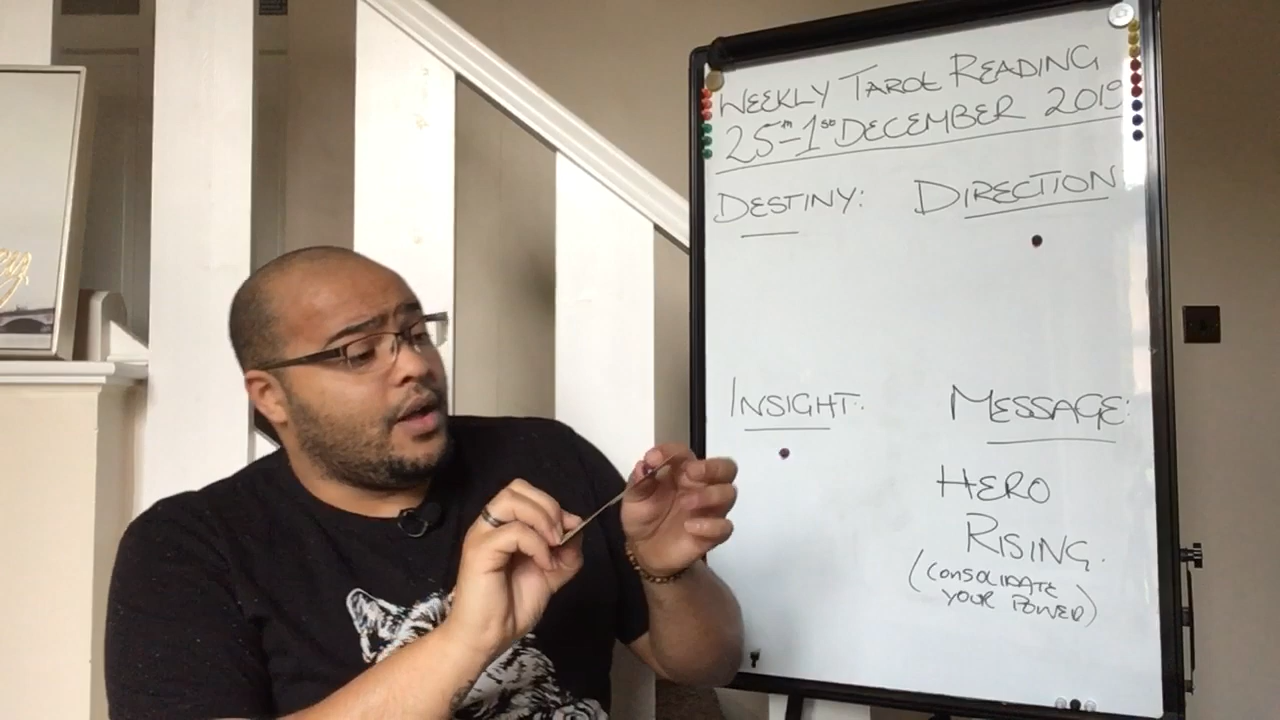 WEEKLY TAROT READING
25th-1st DECEMBER 2019
DESTINY:
DIRECTION:
INSIGHT:
MESSAGE:
HERO
RISING.
(CONSOLIDATE
YOUR POWER)